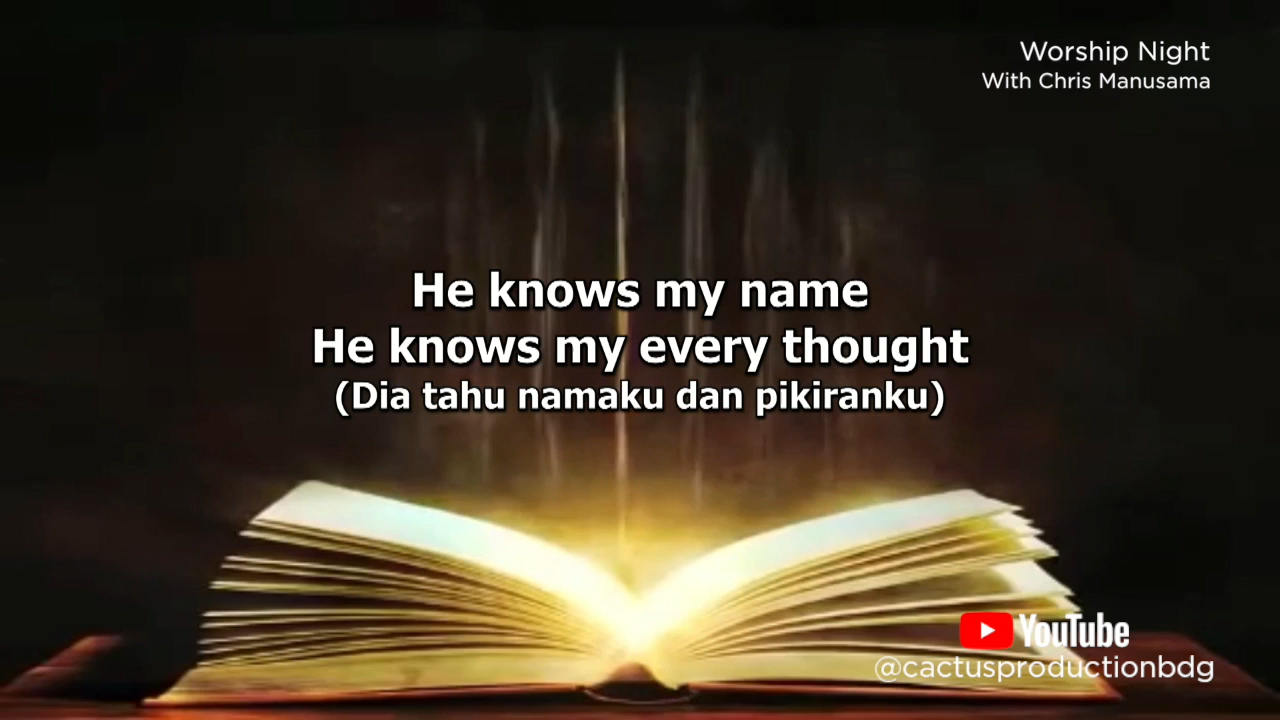 Worship Night
With Chris Manusama
He knows my name
He knows my every thought
(Dia tahu namaku dan pikiranku)
YouTube
@cactusproductionbdg